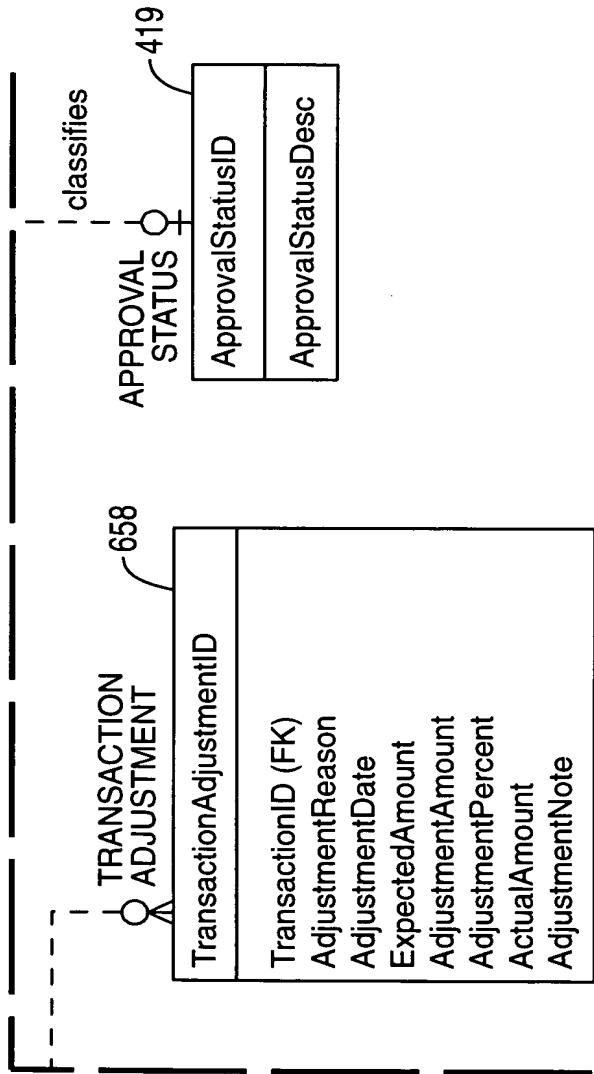 TRANSACTION
ADJUSTMENT
658
TransactionAdjustmentID
TransactionID (FK)
AdjustmentReason
AdjustmentDate
ExpectedAmount
AdjustmentAmount
AdjustmentPercent
ActualAmount
AdjustmentNote
classifies
APPROVAL
STATUS
419
ApprovalStatusID
ApprovalStatusDesc